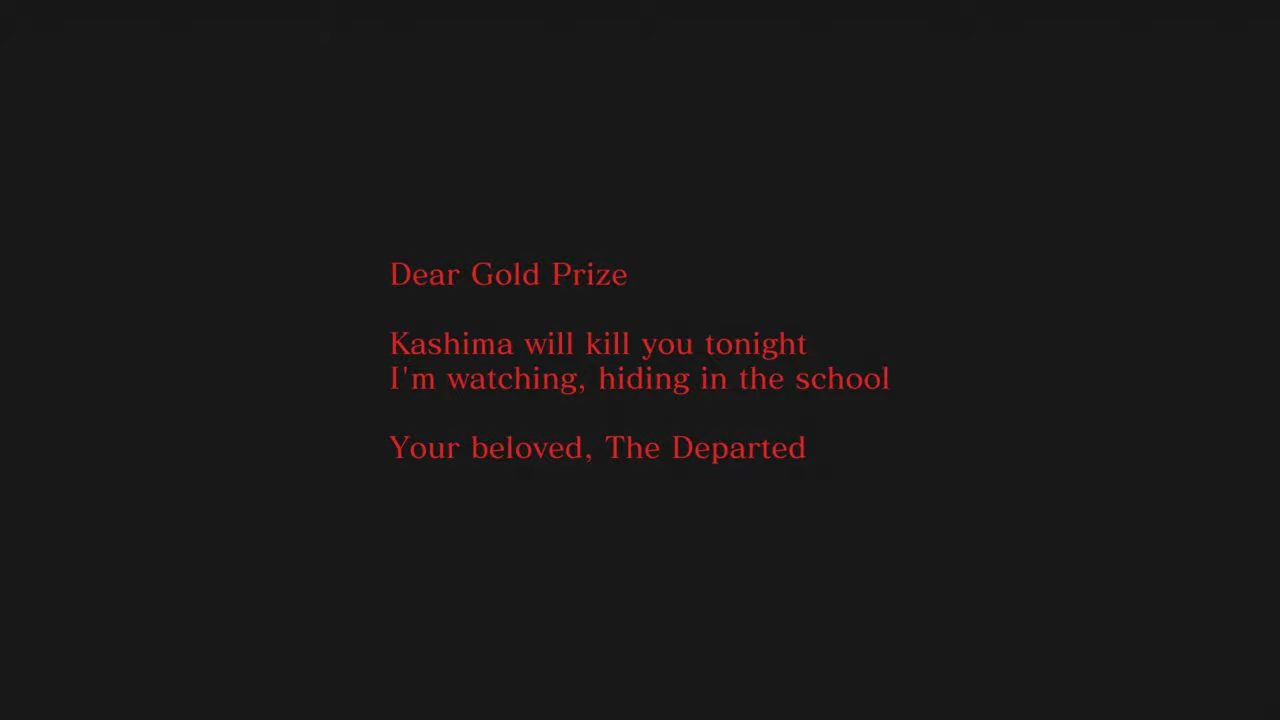 Dear Gold Prize
Kashima will kill you tonight
I'm watching, hiding in the school
Your beloved, The Departed